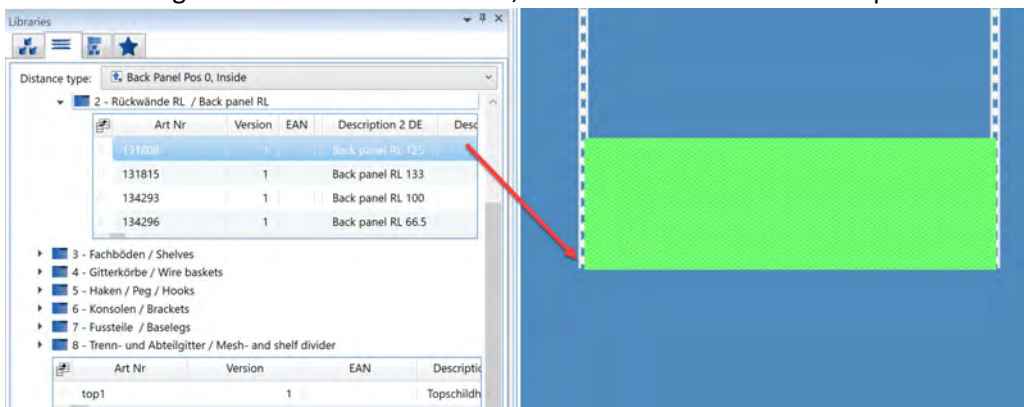 Libraries
Distance type: Back Panel Pos 0, Inside
2 - Rückwände RL / Back panel RL
Art Nr Version EAN Description 2 DE Desc
1 Back panel RL 125
131815 1 Back panel RL 133
134293 1 Back panel RL 100
134296 1 Back panel RL 66.5
3 - Fachböden / Shelves
4 - Gitterkörbe / Wire baskets
5 - Haken / Peg / Hooks
6 - Konsolen / Brackets
7 - Fussteile / Baselegs
8 - Trenn- und Abteilgitter / Mesh- and shelf divider
Art Nr Version EAN Descriptic
top1 1 Topschildh